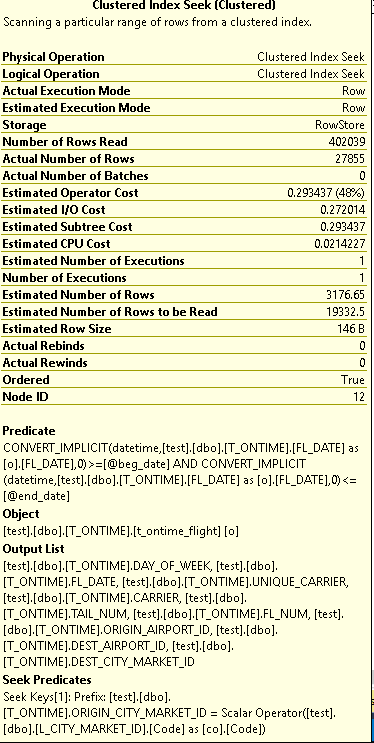 Clustered Index Seek (Clustered)
Scanning a particular range of rows from a clustered index.
Physical Operation Clustered Index Seek
Logical Operation Clustered Index Seek
Actual Execution Mode Row
Estimated Execution Mode Row
Storage RowStore
Number of Rows Read 402039
Actual Number of Rows 27855
Actual Number of Batches 0
Estimated Operator Cost 0.293437 (48%)
Estimated I/O Cost 0.272014
Estimated Subtree Cost 0.293437
Estimated CPU Cost 0.0214227
Estimated Number of Executions 1
Number of Executions 1
Estimated Number of Rows 3176.65
Estimated Number of Rows to be Read 19332.5
Estimated Row Size 146 B
Actual Rebinds 0
Actual Rewinds 0
Ordered True
Node ID 12
Predicate
CONVERT_IMPLICIT(datetime,[test].[dbo].[T_ONTIME].[FL_DATE] as
[o].[FL_DATE],0)>=[@beg_date] AND CONVERT_IMPLICIT
(datetime,[test].[dbo].[T_ONTIME].[FL_DATE] as [o].[FL_DATE],0)<=
[@end_date]
Object
[test].[dbo].[T_ONTIME].[t_ontime_flight] [o]
Output List
[test].[dbo].[T_ONTIME].DAY_OF_WEEK, [test].[dbo].
[T_ONTIME].FL_DATE, [test].[dbo].[T_ONTIME].UNIQUE_CARRIER,
[test].[dbo].[T_ONTIME].CARRIER, [test].[dbo].
[T_ONTIME].TAIL_NUM, [test].[dbo].[T_ONTIME].FL_NUM, [test].
[dbo].[T_ONTIME].ORIGIN_AIRPORT_ID, [test].[dbo].
[T_ONTIME].DEST_AIRPORT_ID, [test].[dbo].
[T_ONTIME].DEST_CITY_MARKET_ID
Seek Predicates
Seek Keys[1]: Prefix: [test].[dbo].
[T_ONTIME].ORIGIN_CITY_MARKET_ID = Scalar Operator([test].
[dbo].[L_CITY_MARKET_ID].[Code] as [co].[Code])